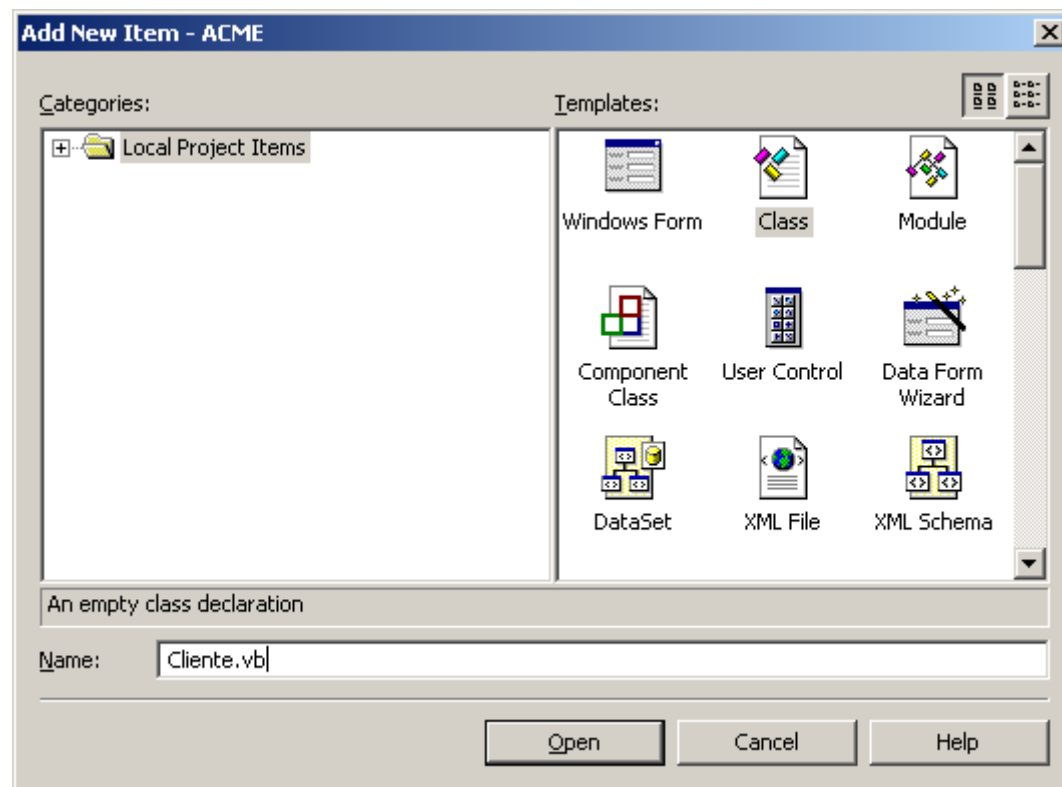 Add New Item - ACME
Categories:
Templates:
Local Project Items
Windows Form
Class
Module
Component
Class
User Control
Data Form
Wizard
DataSet
XML File
XML Schema
An empty class declaration
Name:
Cliente.vb
Open
Cancel
Help